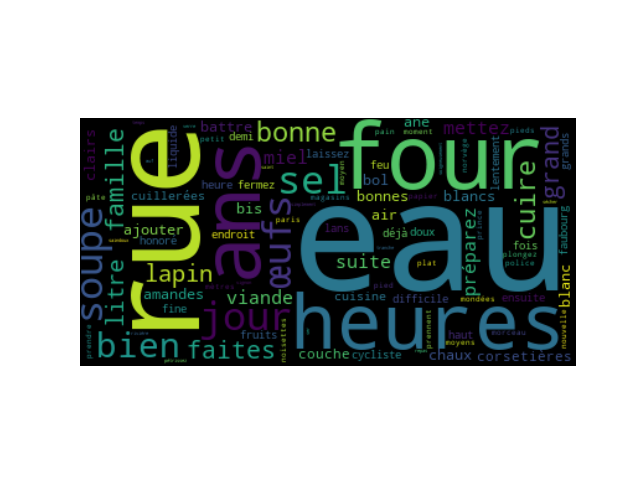 rue
eau
four
heures
ans
jour
sel
œufs
bien
faites
soupe
litre
famille
lapin
bonne
miel
battre
demi
petit
liquide
clairs
cuillerées
heure
fermez
bis
ajouter
honore
endroit
paris
amandes
fine
viande
fruits
noisettes
couche
cycliste
suite
cuisine
difficile
lans
déjà
doux
air
bonnes
blancs
bol
feu
laissez
moyen
magasins
pain
ane
moment
mettez
pieds
norvège
lentement
grand
grands
cuire
préparez
prince
papier
faubourg
fois
plongez
police
plat
pied
mondées
ensuite
blanc
nouvelle
haut
moyens
morceau
chaux
corsetières
prennent
prendre
pâte